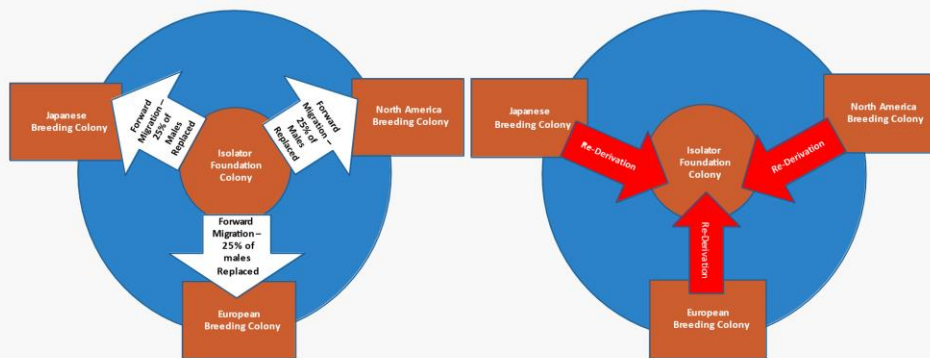 Japanese
Breeding Colony
Forward
Migration –
25% of
Males
Replaced
Forward
Migration –
25% of
Males
Replaced
North America
Breeding Colony
Isolator
Foundation
Colony
Forward
Migration –
25% of
males
Replaced
European
Breeding Colony
Japanese
Breeding Colony
Re-Derivation
Isolator
Foundation
Colony
Re-Derivation
North America
Breeding Colony
Re-Derivation
European
Breeding Colony